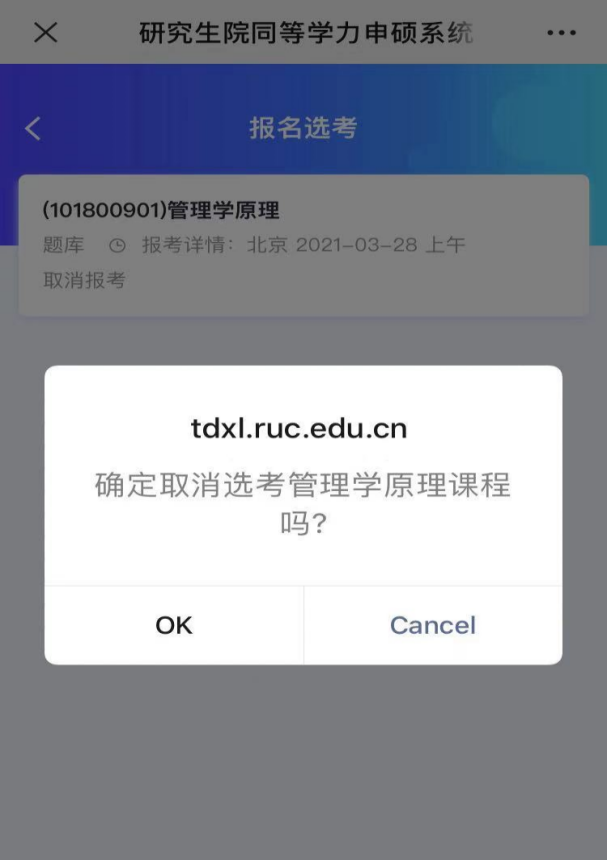 研究生院同等学力申硕系统
报名选考
(101800901)管理学原理
题库 报考详情：北京 2021-03-28 上午
取消报考
tdxl.ruc.edu.cn
确定取消选考管理学原理课程
吗?
OK Cancel